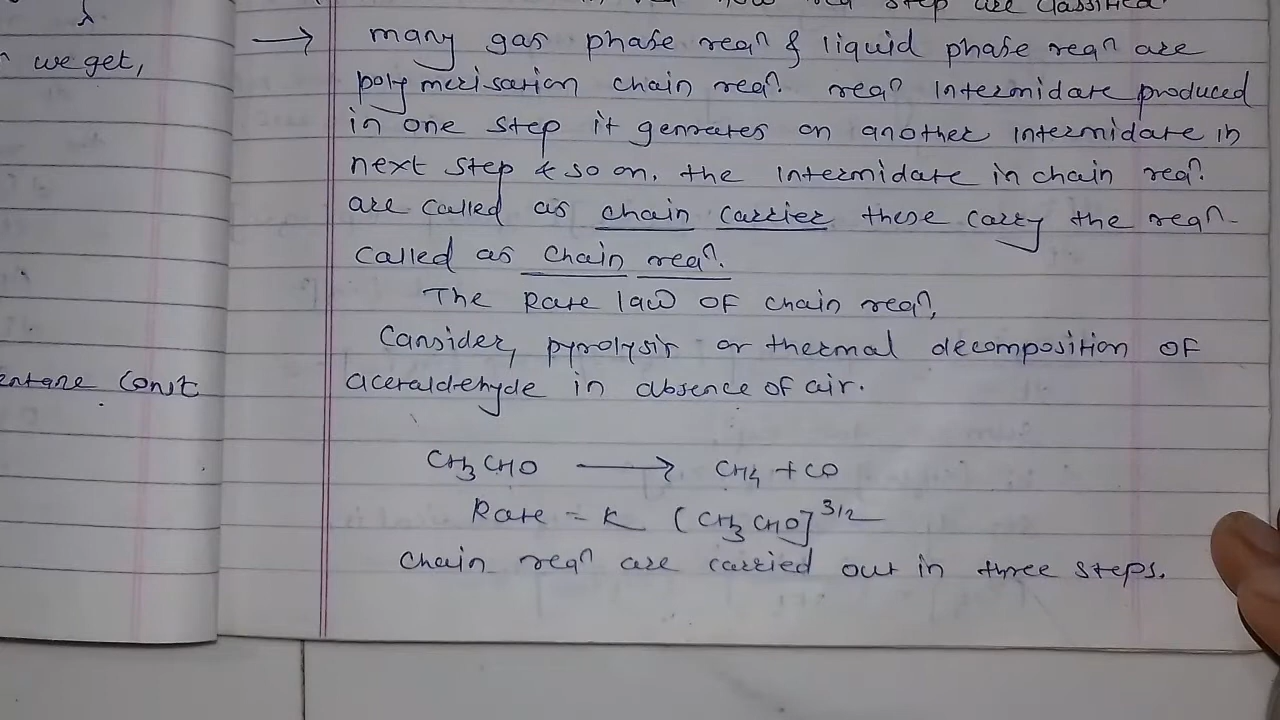 step are classified.
we get,
→ many gas phase reaⁿ & liquid phase reaⁿ are
polymerisation chain reaⁿ. reaⁿ Intermidate produced
in one step it genrates on another intermidate in
next step & so on. the Intermidate in chain reaⁿ.
are called as chain carrier these carry the reaⁿ
called as chain reaⁿ.
The Rate law of chain reaⁿ,
Consider, pyrolysis or thermal decomposition of
const
acetaldehyde in absence of air.
CH₃CHO → CH₄ + CO
Rate = K [CH₃CHO]^3/2
Chain reaⁿ are carried out in three steps.